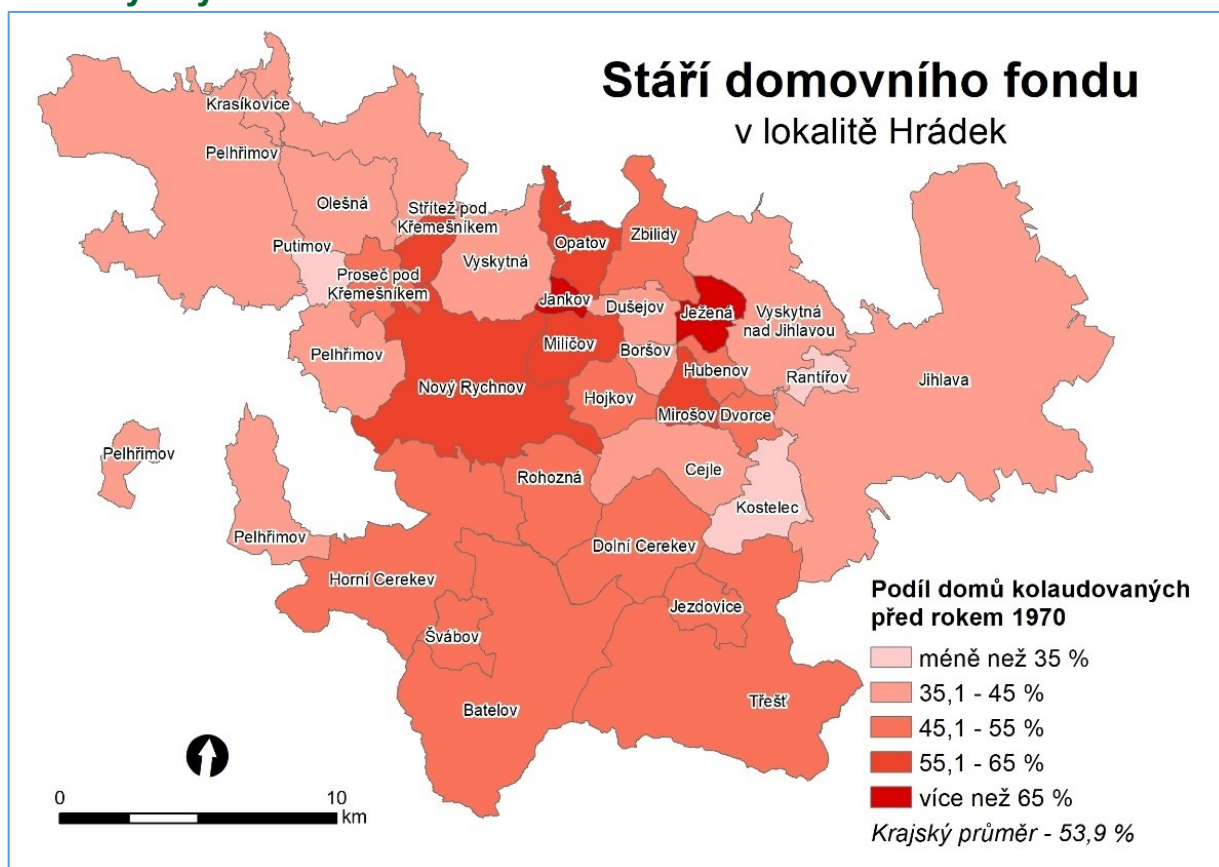 Stáří domovního fondu
v lokalitě Hrádek
Krasíkovice
Pelhřimov
Olešná
Střítež pod
Křemešníkem
Putimov
Proseč pod
Křemešníkem
Vyskytná
Opatov
Zbilidy
Jankov
Dušejov
Ježená
Vyskytná
nad Jihlavou
Pelhřimov
Milíčov
Boršov
Hubenov
Rantířov
Jihlava
Nový Rychnov
Hojkov
Mirošov
Dvorce
Pelhřimov
Rohozná
Cejle
Kostelec
Pelhřimov
Dolní Cerekev
Horní Cerekev
Jezdovice
Švábov
Batelov
Třešť
Podíl domů kolaudovaných
před rokem 1970
méně než 35 %
35,1 - 45 %
45,1 - 55 %
55,1 - 65 %
více než 65 %
Krajský průměr - 53,9 %
0
10
km